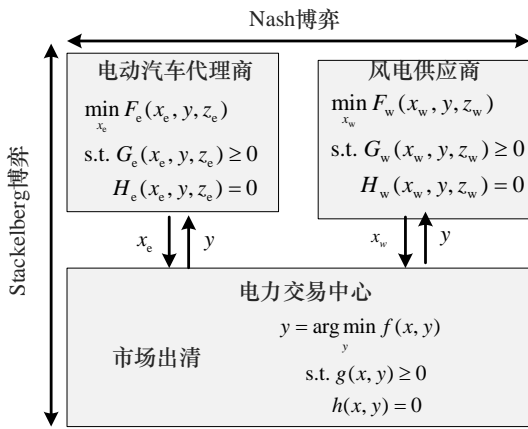 Nash博弈
Stackelberg博弈
电动汽车代理商
min F_e(x_e, y, z_e)
x_e
s.t. G_e(x_e, y, z_e) ≥ 0
H_e(x_e, y, z_e) = 0
风电供应商
min F_w(x_w, y, z_w)
x_w
s.t. G_w(x_w, y, z_w) ≥ 0
H_w(x_w, y, z_w) = 0
x_e y
x_w y
电力交易中心
市场出清
y = arg min f(x, y)
y
s.t. g(x, y) ≥ 0
h(x, y) = 0